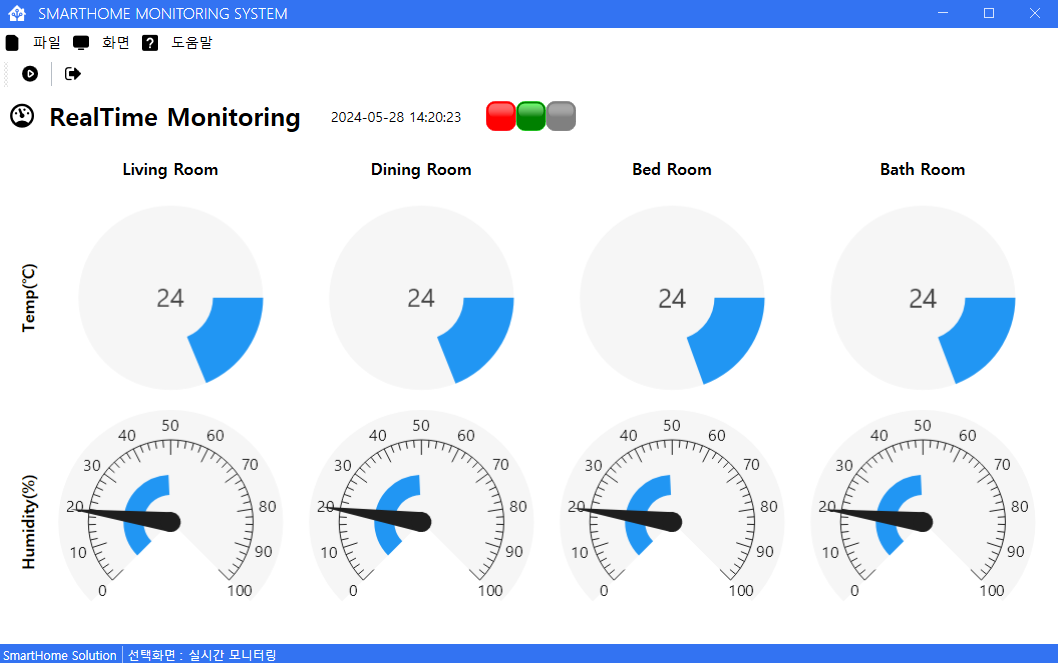 SMARTHOME MONITORING SYSTEM
파일 화면 ? 도움말
RealTime Monitoring 2024-05-28 14:20:23
Living Room Dining Room Bed Room Bath Room
Temp(℃)
24 24 24 24
Humidity(%)
0 10 20 30 40 50 60 70 80 90 100
0 10 20 30 40 50 60 70 80 90 100
0 10 20 30 40 50 60 70 80 90 100
0 10 20 30 40 50 60 70 80 90 100
SmartHome Solution 선택화면 : 실시간 모니터링